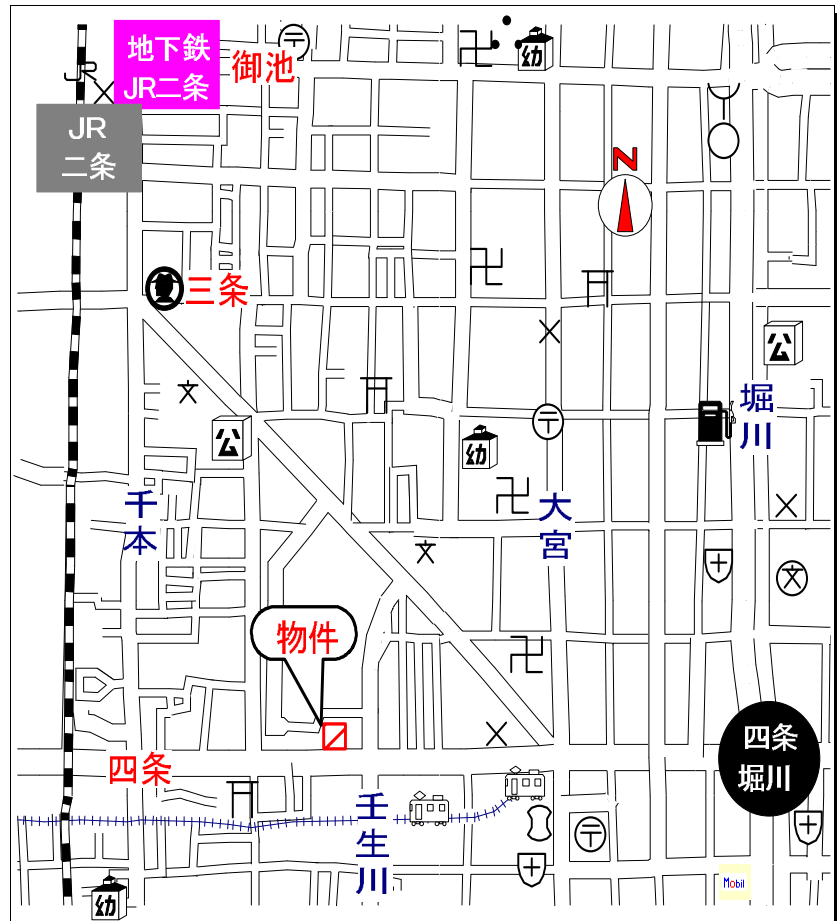 地下鉄
JR二条
御池
幼
JR
JR
二条
N
三条
公
堀
川
公
幼
千
本
大
宮
物件
四条
堀川
四条
壬
生
川
Mobil
幼